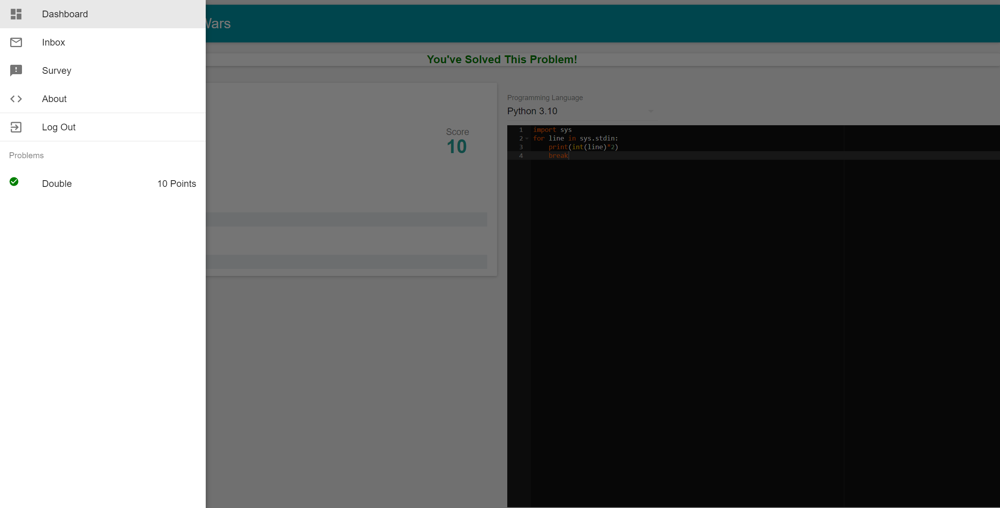 Dashboard
Inbox
Survey
About
Log Out
Problems
Double 10 Points
Wars
You've Solved This Problem!
Score
10
Programming Language
Python 3.10
1 import sys
2 for line in sys.stdin:
3     print(int(line)*2)
4     break